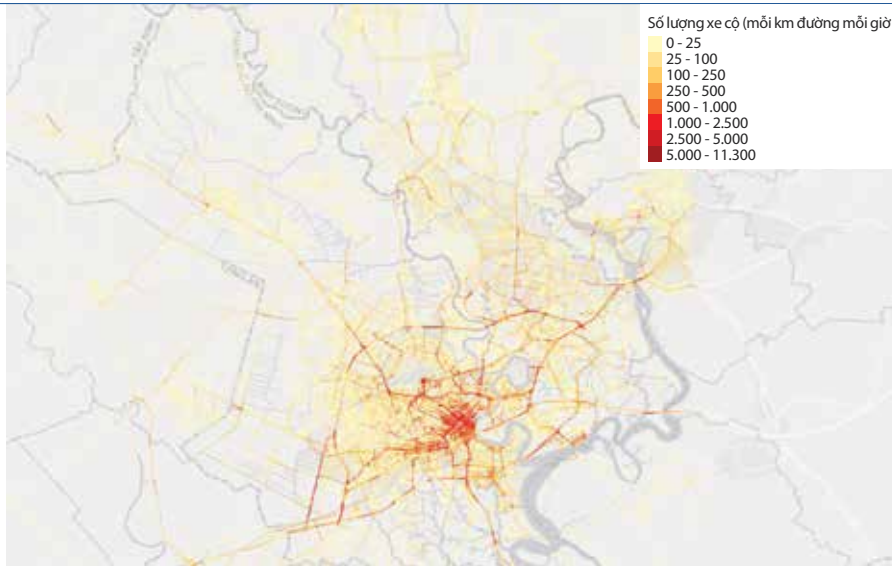 Số lượng xe cộ (mỗi km đường mỗi giờ
0 - 25
25 - 100
100 - 250
250 - 500
500 - 1.000
1.000 - 2.500
2.500 - 5.000
5.000 - 11.300